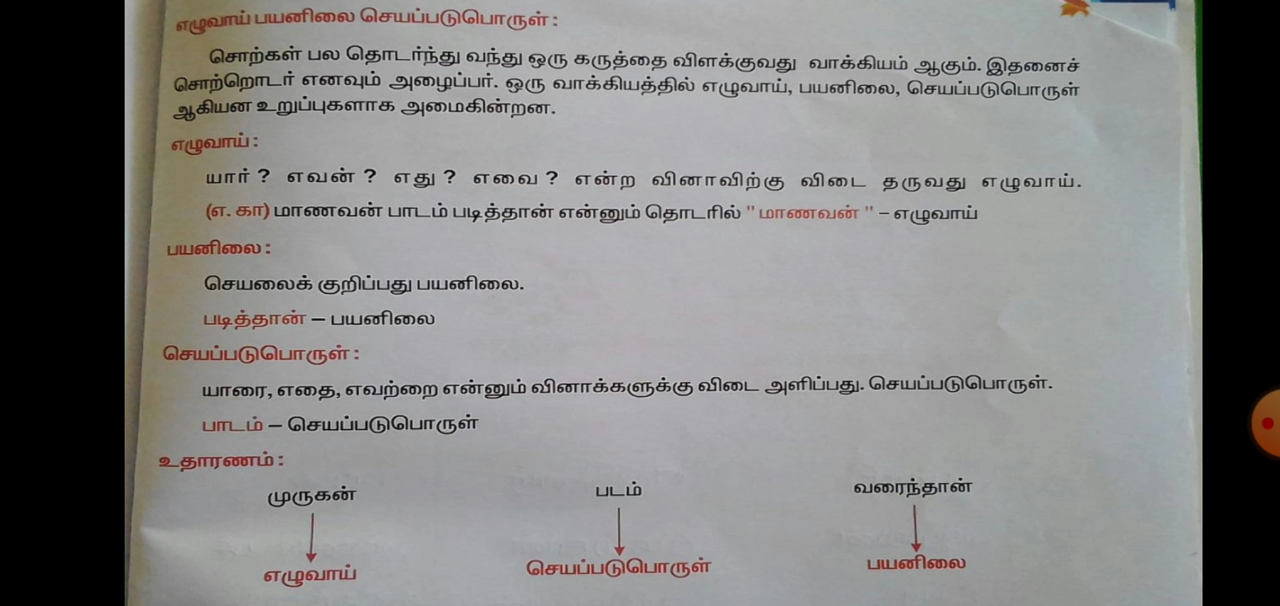 எழுவாய் பயனிலை செயப்படுபொருள் :
சொற்கள் பல தொடர்ந்து வந்து ஒரு கருத்தை விளக்குவது வாக்கியம் ஆகும். இதனைச்
சொற்றொடர் எனவும் அழைப்பர். ஒரு வாக்கியத்தில் எழுவாய், பயனிலை, செயப்படுபொருள்
ஆகியன உறுப்புகளாக அமைகின்றன.
எழுவாய் :
யார் ? எவன் ? எது ? எவை ? என்ற வினாவிற்கு விடை தருவது எழுவாய்.
(எ. கா) மாணவன் பாடம் படித்தான் என்னும் தொடரில் " மாணவன் " – எழுவாய்
பயனிலை :
செயலைக் குறிப்பது பயனிலை.
படித்தான் – பயனிலை
செயப்படுபொருள் :
யாரை, எதை, எவற்றை என்னும் வினாக்களுக்கு விடை அளிப்பது. செயப்படுபொருள்.
பாடம் – செயப்படுபொருள்
உதாரணம் :
முருகன் படம் வரைந்தான்
எழுவாய் செயப்படுபொருள் பயனிலை